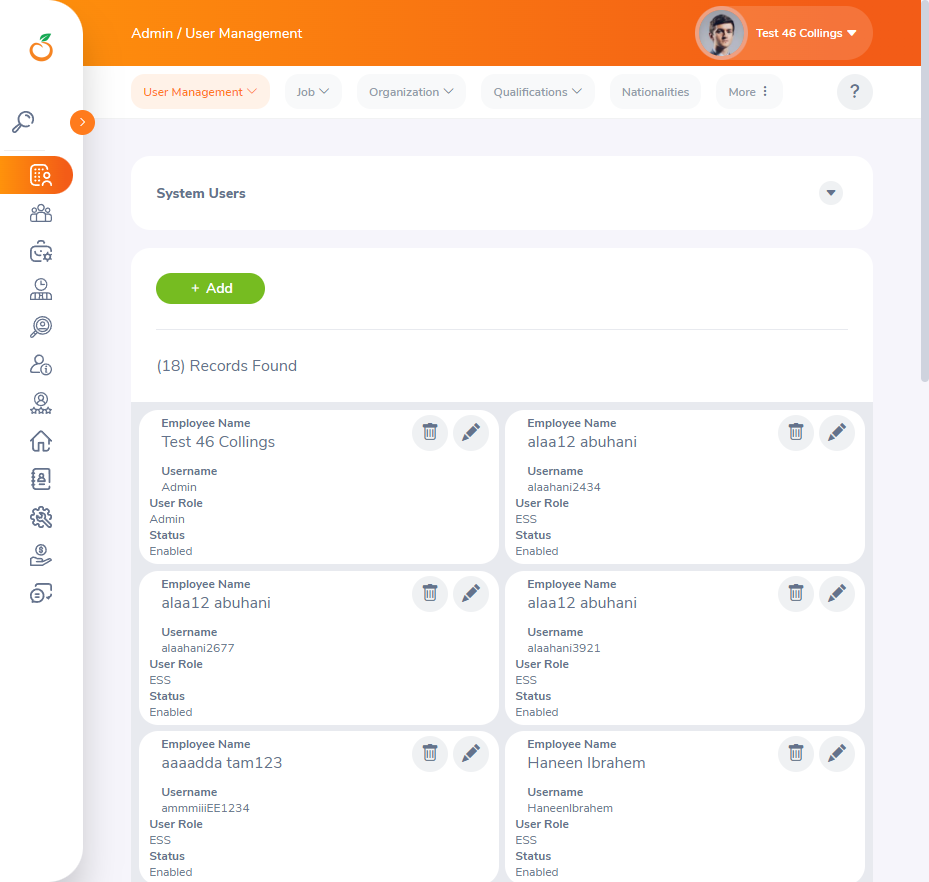 Admin / User Management
Test 46 Collings
User Management
Job
Organization
Qualifications
Nationalities
More
?
System Users
+ Add
(18) Records Found
Employee Name
Test 46 Collings
Username
Admin
User Role
Admin
Status
Enabled
Employee Name
alaa12 abuhani
Username
alaahani2434
User Role
ESS
Status
Enabled
Employee Name
alaa12 abuhani
Username
alaahani2677
User Role
ESS
Status
Enabled
Employee Name
alaa12 abuhani
Username
alaahani3921
User Role
ESS
Status
Enabled
Employee Name
aaaadda tam123
Username
ammmiiiEE1234
User Role
ESS
Status
Enabled
Employee Name
Haneen Ibrahem
Username
HaneenIbrahem
User Role
ESS
Status
Enabled